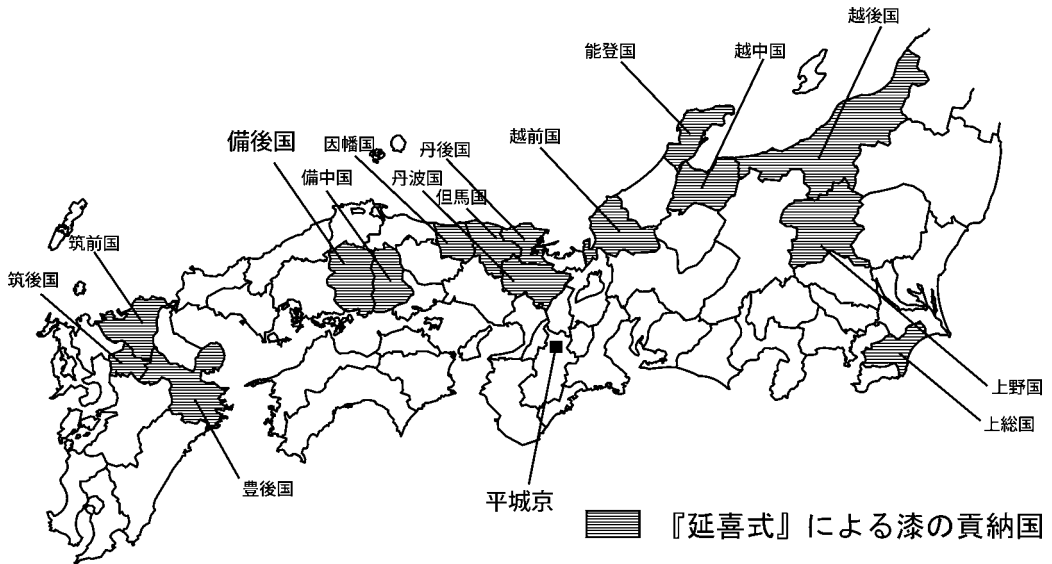 越後国
能登国
越中国
備後国
因幡国
丹後国
越前国
備中国
丹波国
但馬国
筑前国
筑後国
上野国
上総国
豊後国
平城京
『延喜式』による漆の貢納国